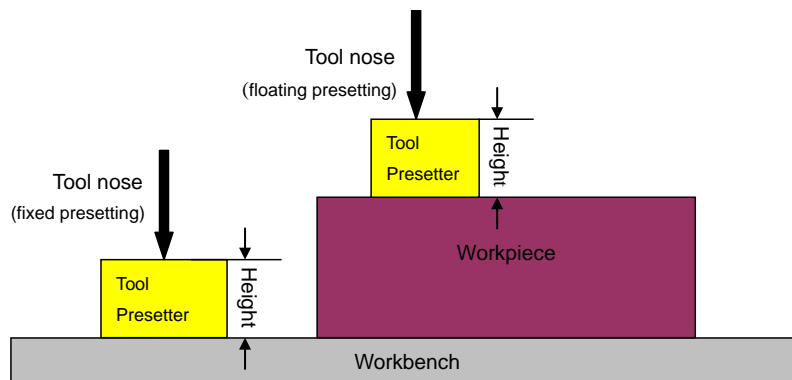 Tool nose
(floating presetting)
Tool
Presetter
Height
Tool nose
(fixed presetting)
Workpiece
Tool
Presetter
Height
Workbench